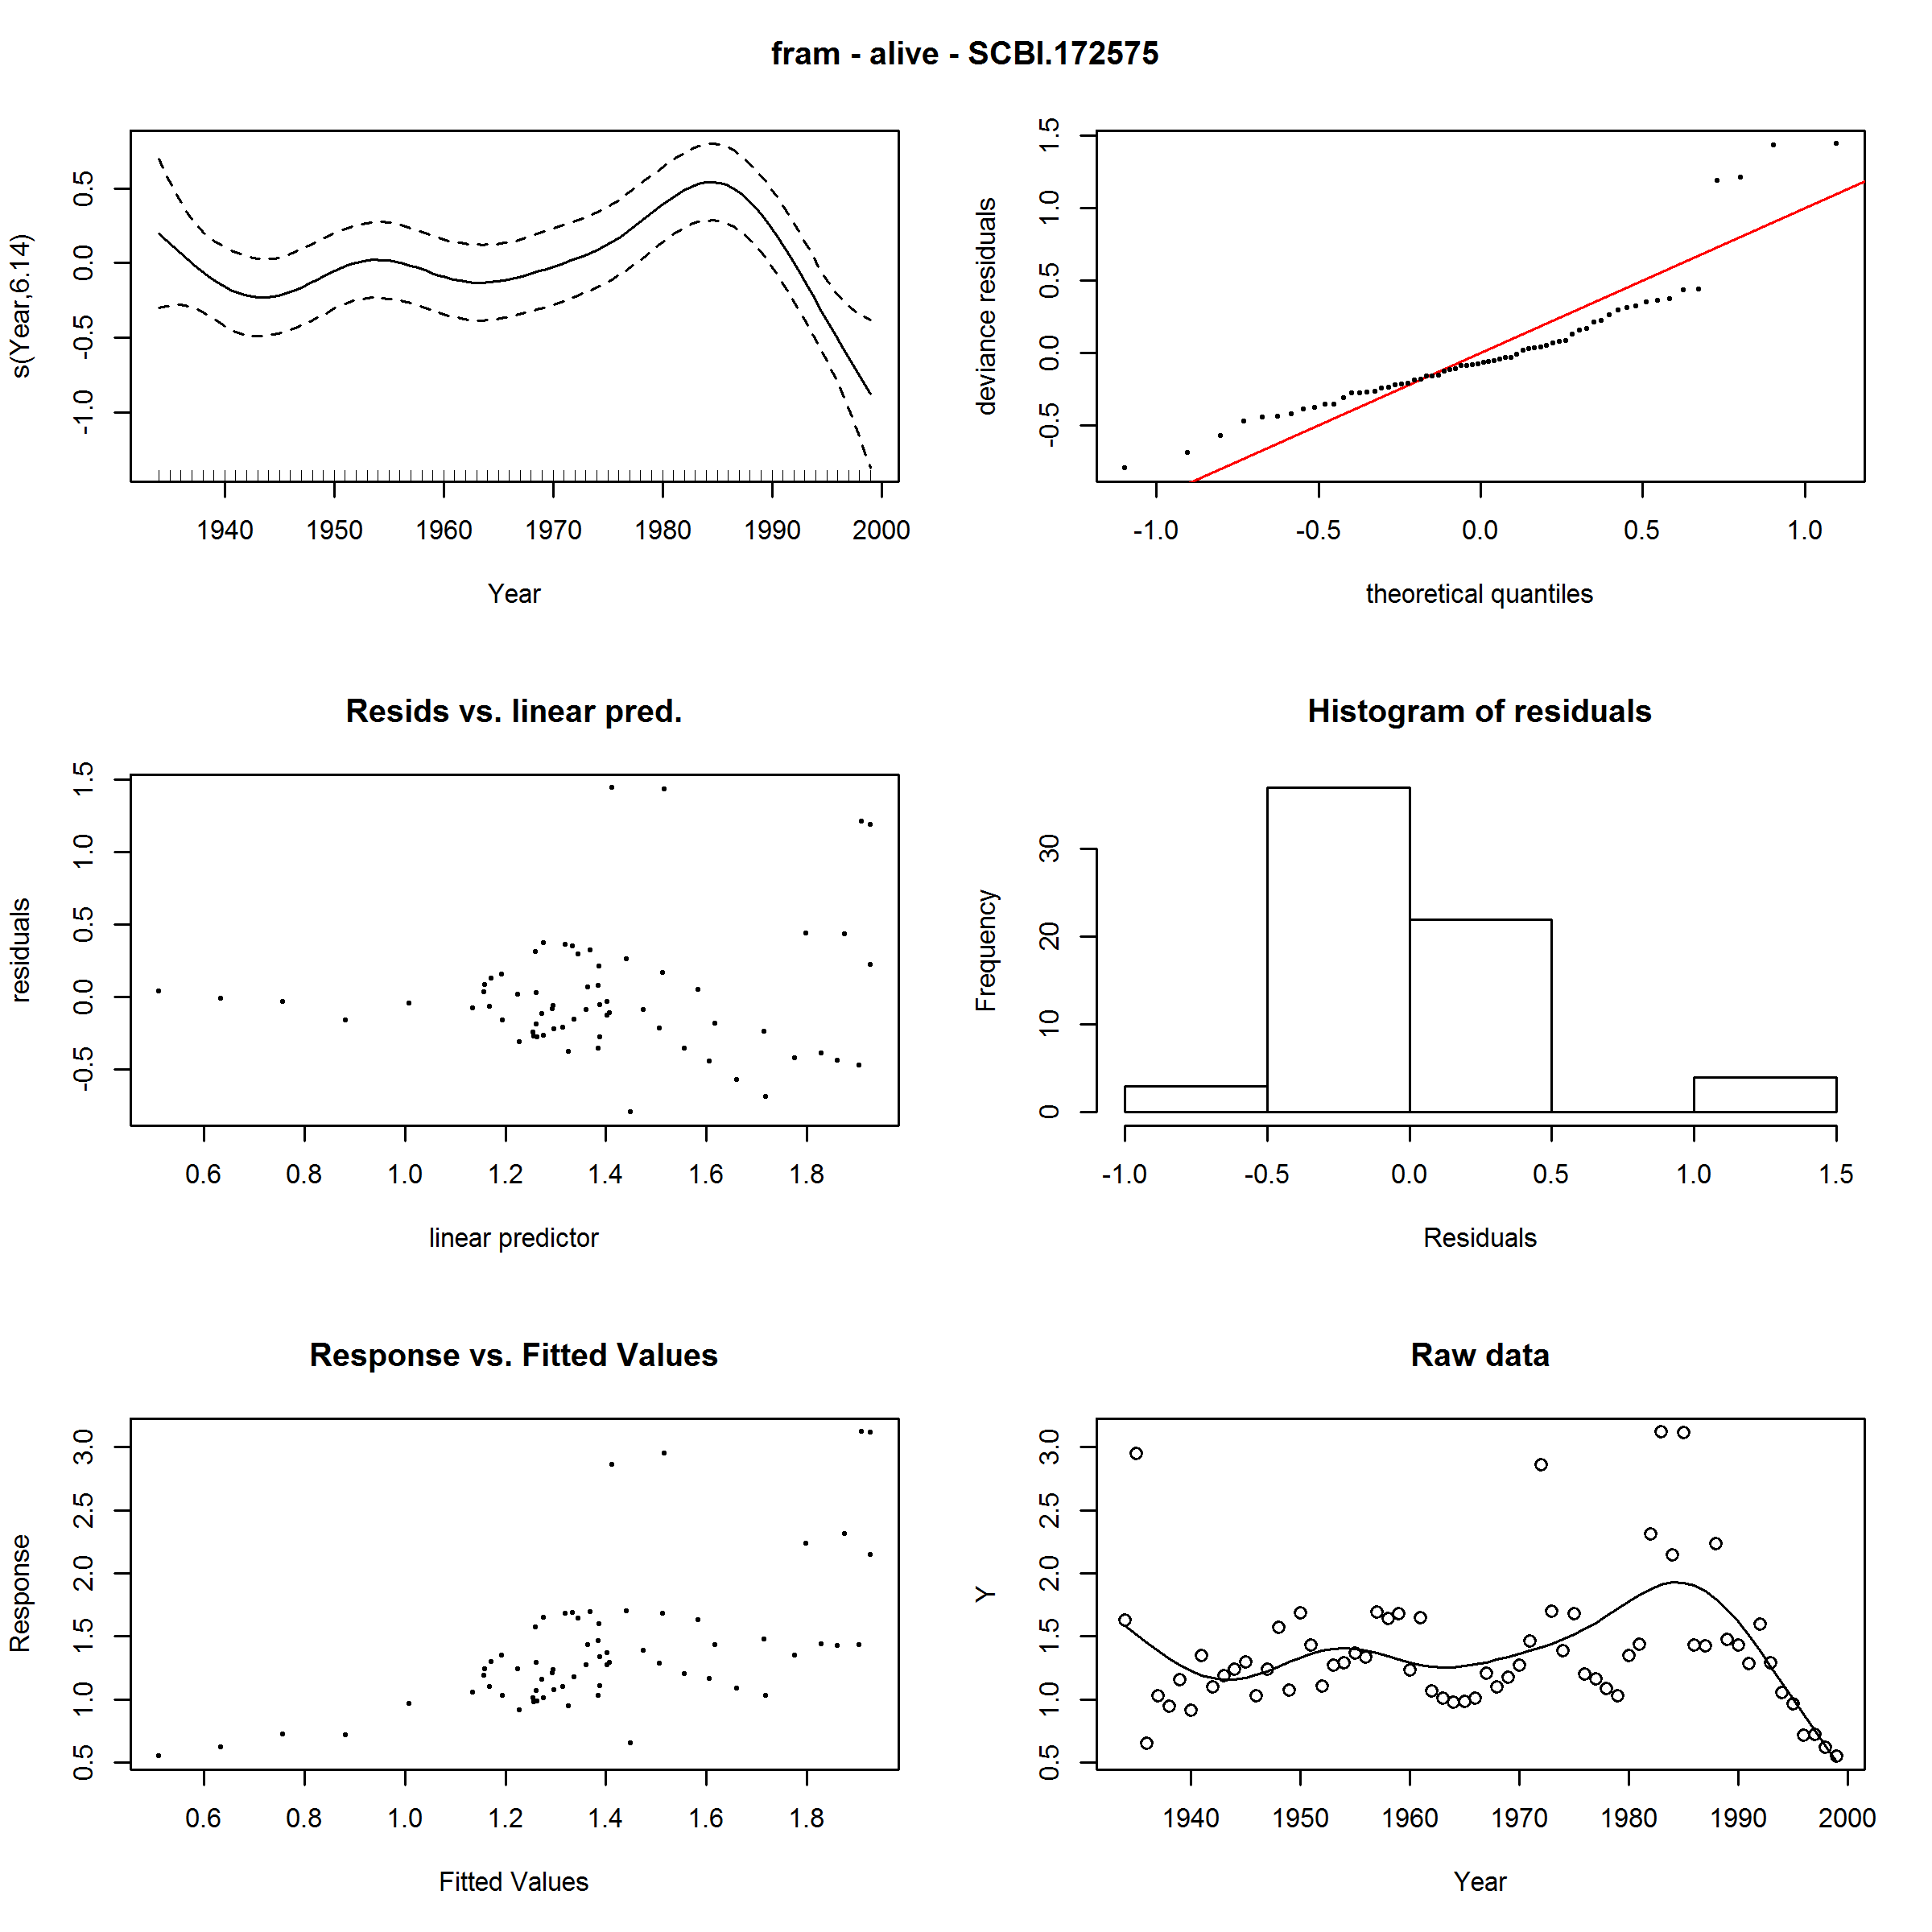 fram - alive - SCBI.172575
s(Year,6.14)
0.5
0.0
-0.5
-1.0
1940 1950 1960 1970 1980 1990 2000
Year
deviance residuals
1.5
1.0
0.5
0.0
-0.5
-1.0 -0.5 0.0 0.5 1.0
theoretical quantiles
Resids vs. linear pred.
residuals
1.5
1.0
0.5
0.0
-0.5
0.6 0.8 1.0 1.2 1.4 1.6 1.8
linear predictor
Histogram of residuals
Frequency
30
20
10
0
-1.0 -0.5 0.0 0.5 1.0 1.5
Residuals
Response vs. Fitted Values
Response
3.0
2.5
2.0
1.5
1.0
0.5
0.6 0.8 1.0 1.2 1.4 1.6 1.8
Fitted Values
Raw data
Y
3.0
2.5
2.0
1.5
1.0
0.5
1940 1950 1960 1970 1980 1990 2000
Year